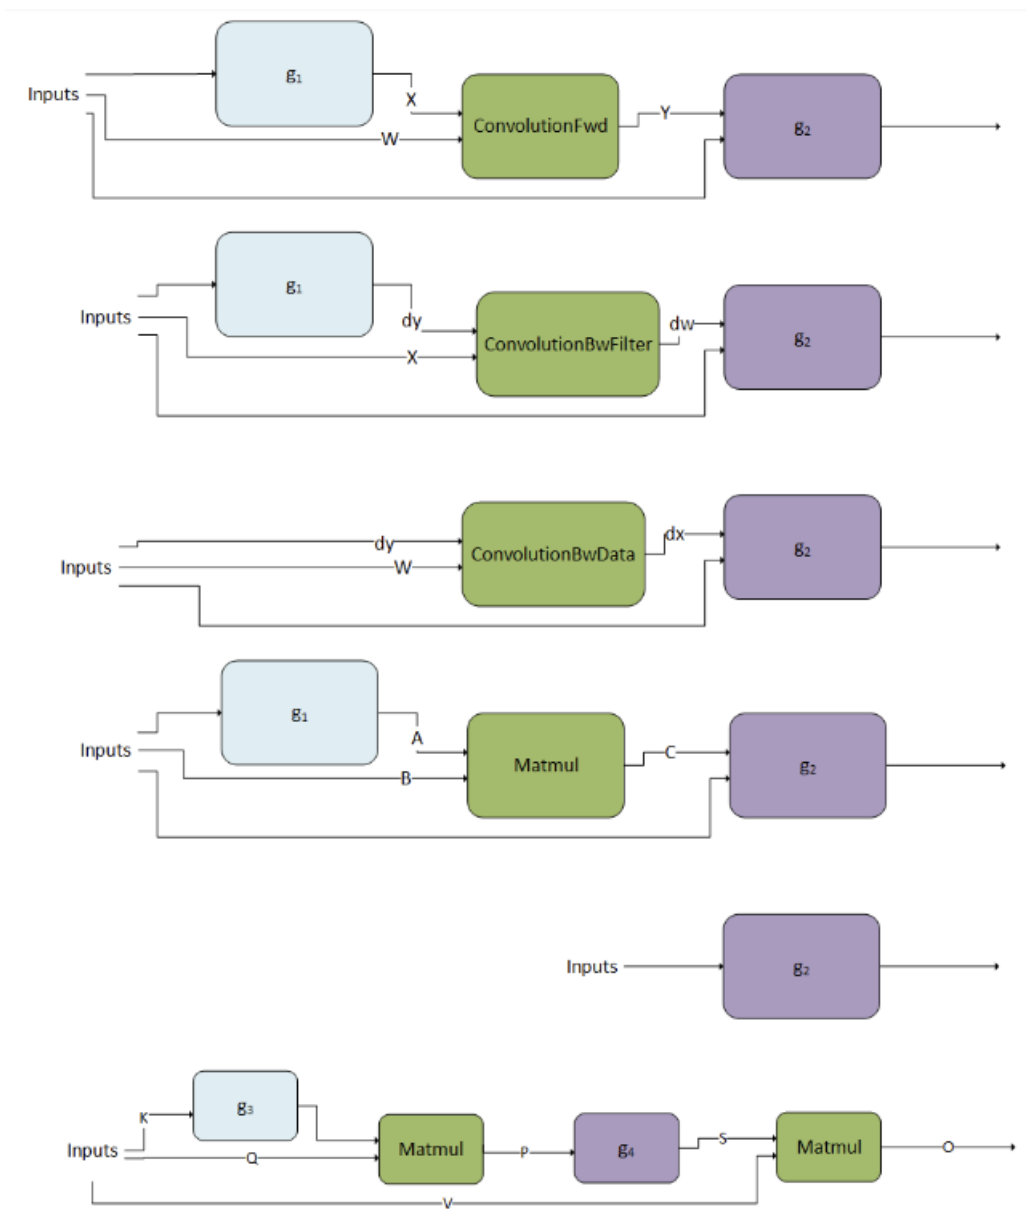 g₁
Inputs
X
ConvolutionFwd
Y
g₂
W
g₁
Inputs
dy
ConvolutionBwFilter
dw
g₂
X
dy
Inputs
W
ConvolutionBwData
dx
g₂
g₁
Inputs
A
B
Matmul
C
g₂
Inputs
g₂
K
g₃
Inputs
Q
Matmul
P
g₄
S
Matmul
O
V